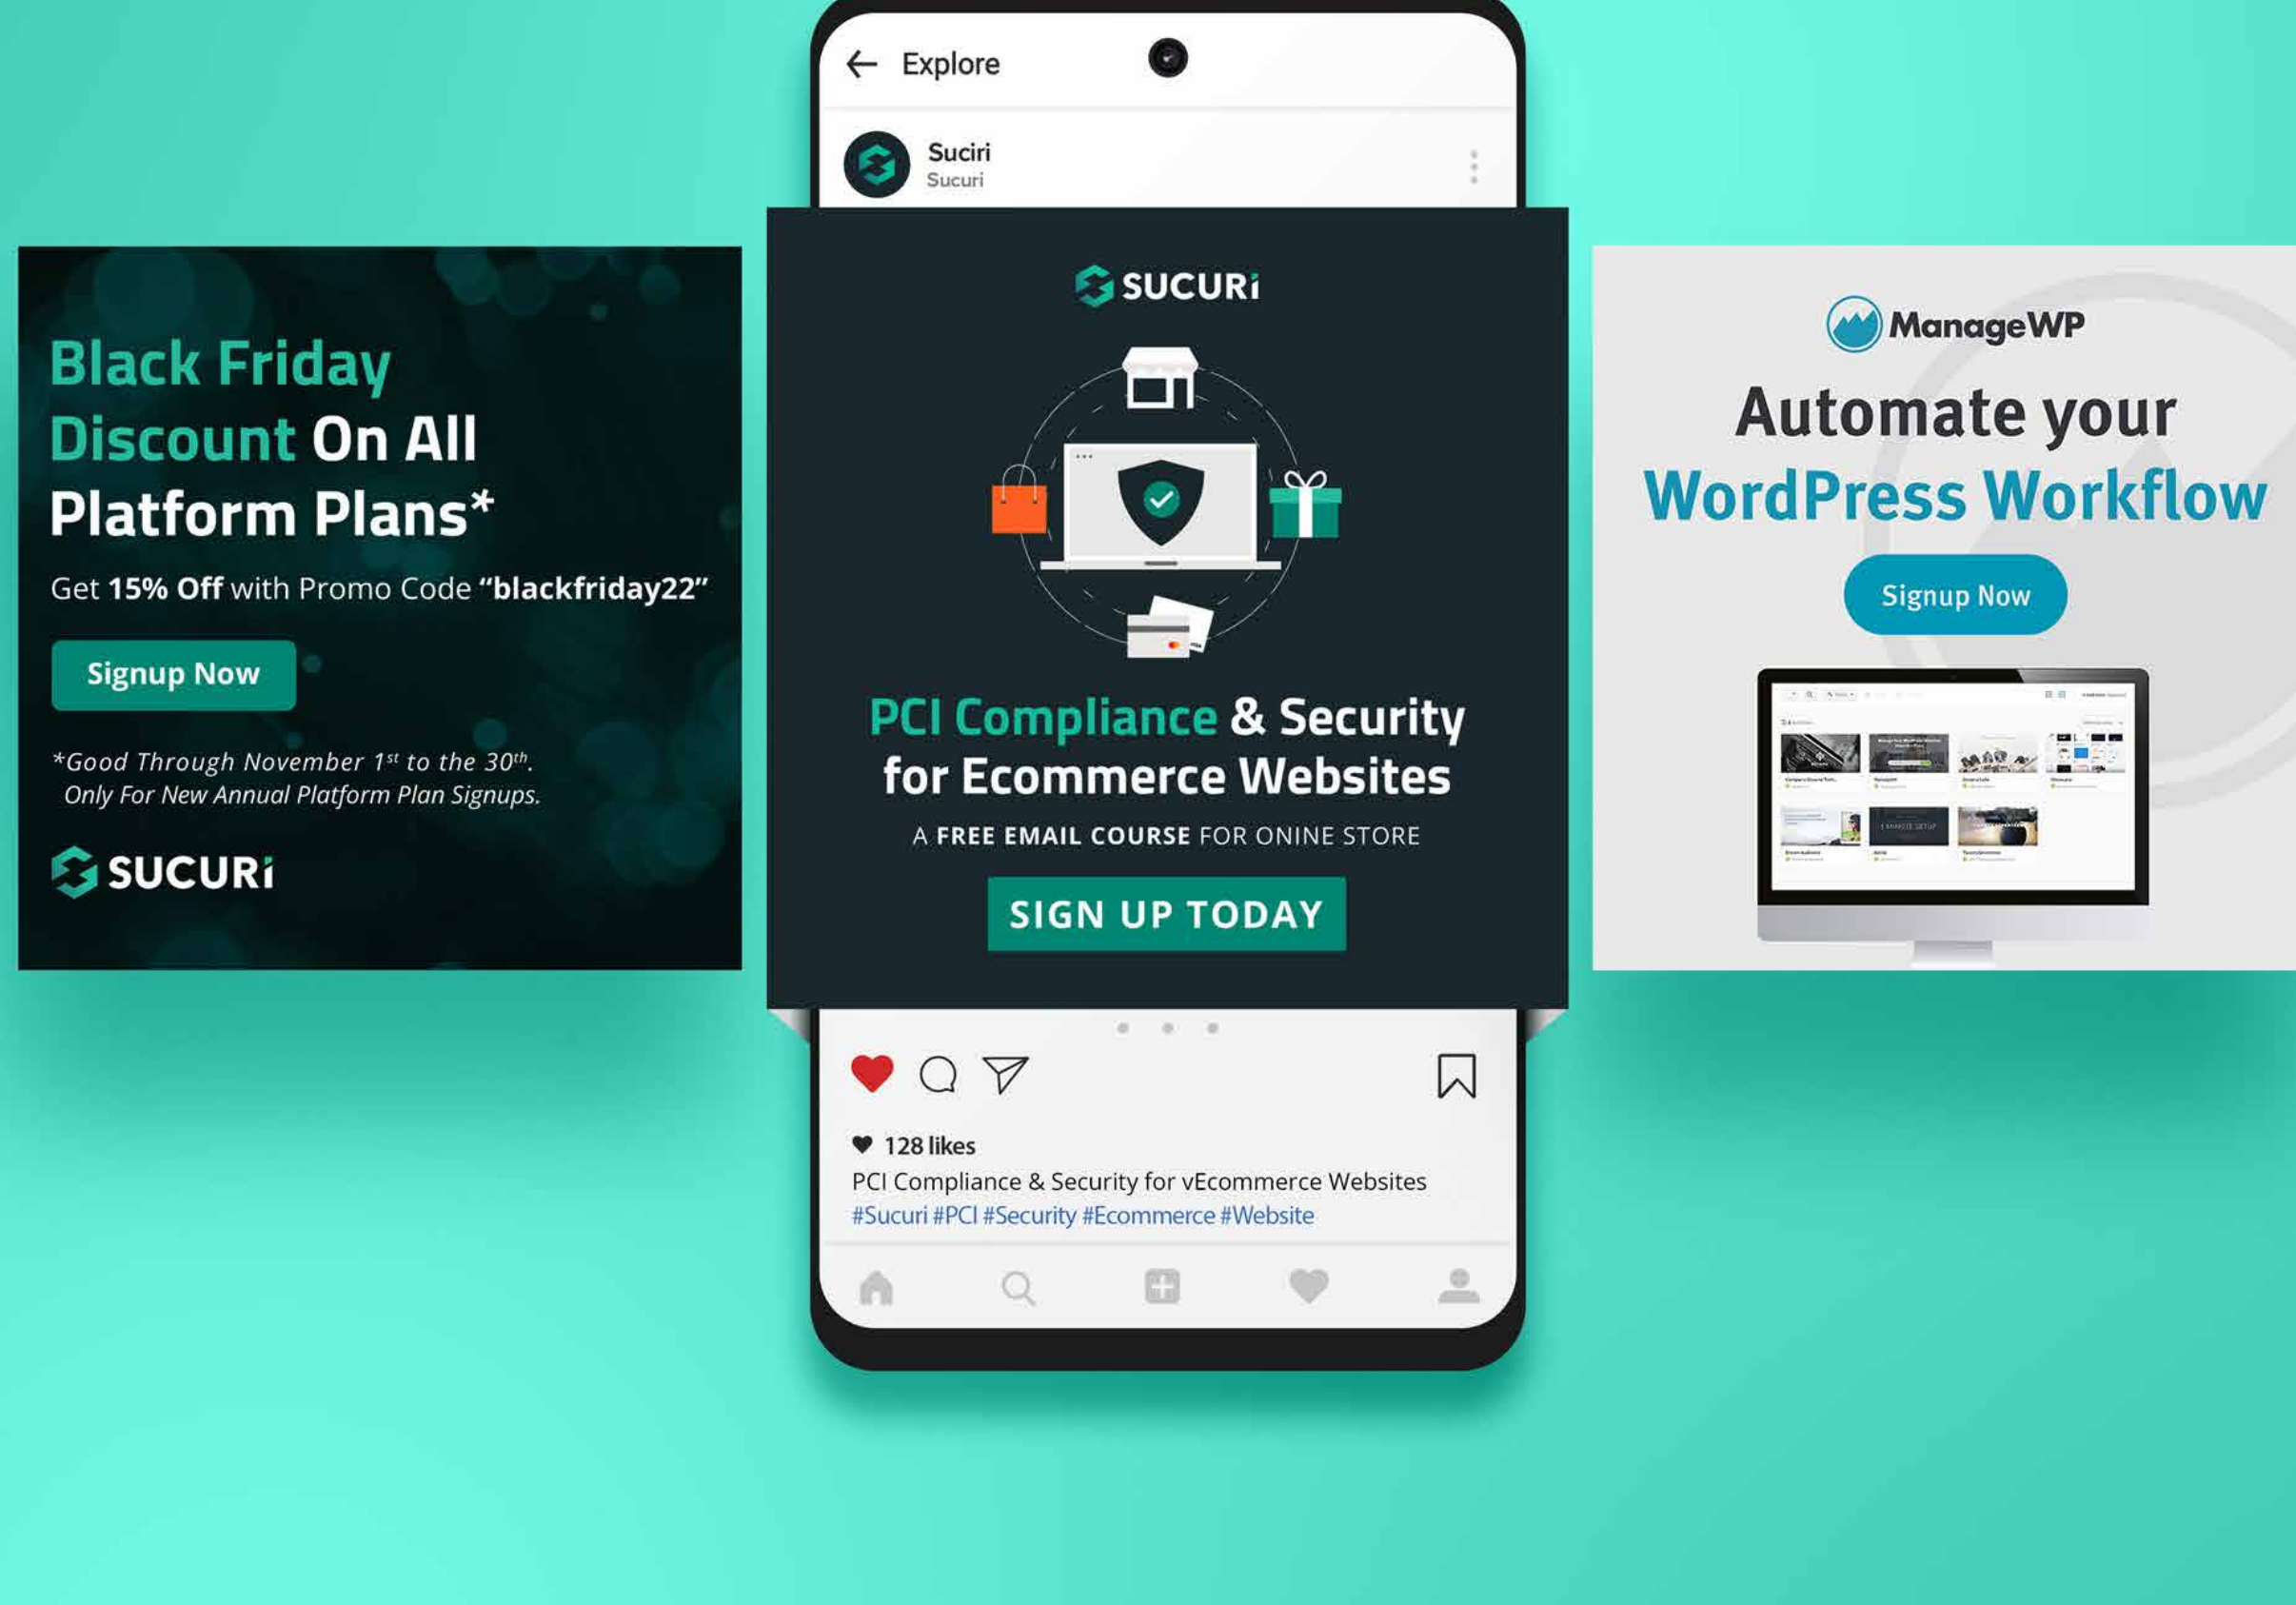 Explore
Suciri
Sucuri
Black Friday
Discount On All
Platform Plans*
Get 15% Off with Promo Code “blackfriday22”
Signup Now
*Good Through November 1st to the 30th.
Only For New Annual Platform Plan Signups.
SUCURi
SUCURi
PCI Compliance & Security
for Ecommerce Websites
A FREE EMAIL COURSE FOR ONINE STORE
SIGN UP TODAY
128 likes
PCI Compliance & Security for vEcommerce Websites
#Sucuri #PCI #Security #Ecommerce #Website
ManageWP
Automate your
WordPress Workflow
Signup Now